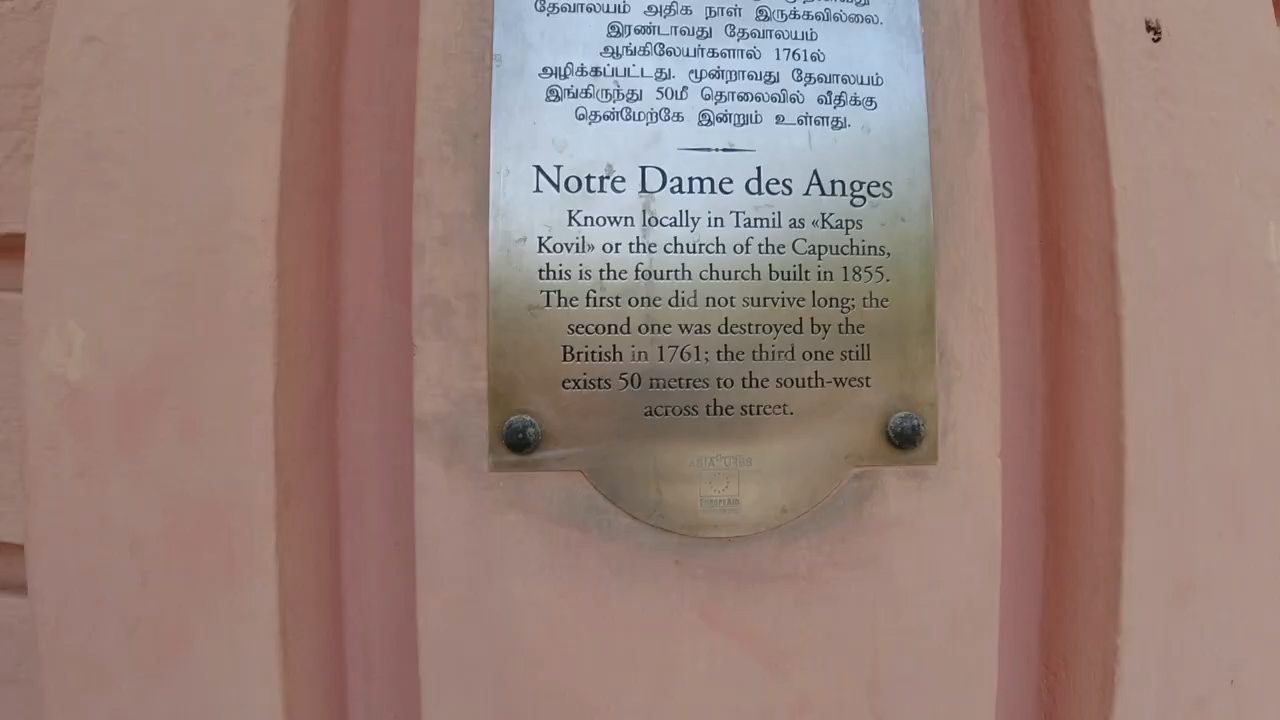 தேவாலயம் அதிக நாள் இருக்கவில்லை.
இரண்டாவது தேவாலயம்
ஆங்கிலேயர்களால் 1761ல்
அழிக்கப்பட்டது. மூன்றாவது தேவாலயம்
இங்கிருந்து 50மீ தொலைவில் வீதிக்கு
தென்மேற்கே இன்றும் உள்ளது.
Notre Dame des Anges
Known locally in Tamil as «Kaps
Kovil» or the church of the Capuchins,
this is the fourth church built in 1855.
The first one did not survive long; the
second one was destroyed by the
British in 1761; the third one still
exists 50 metres to the south-west
across the street.